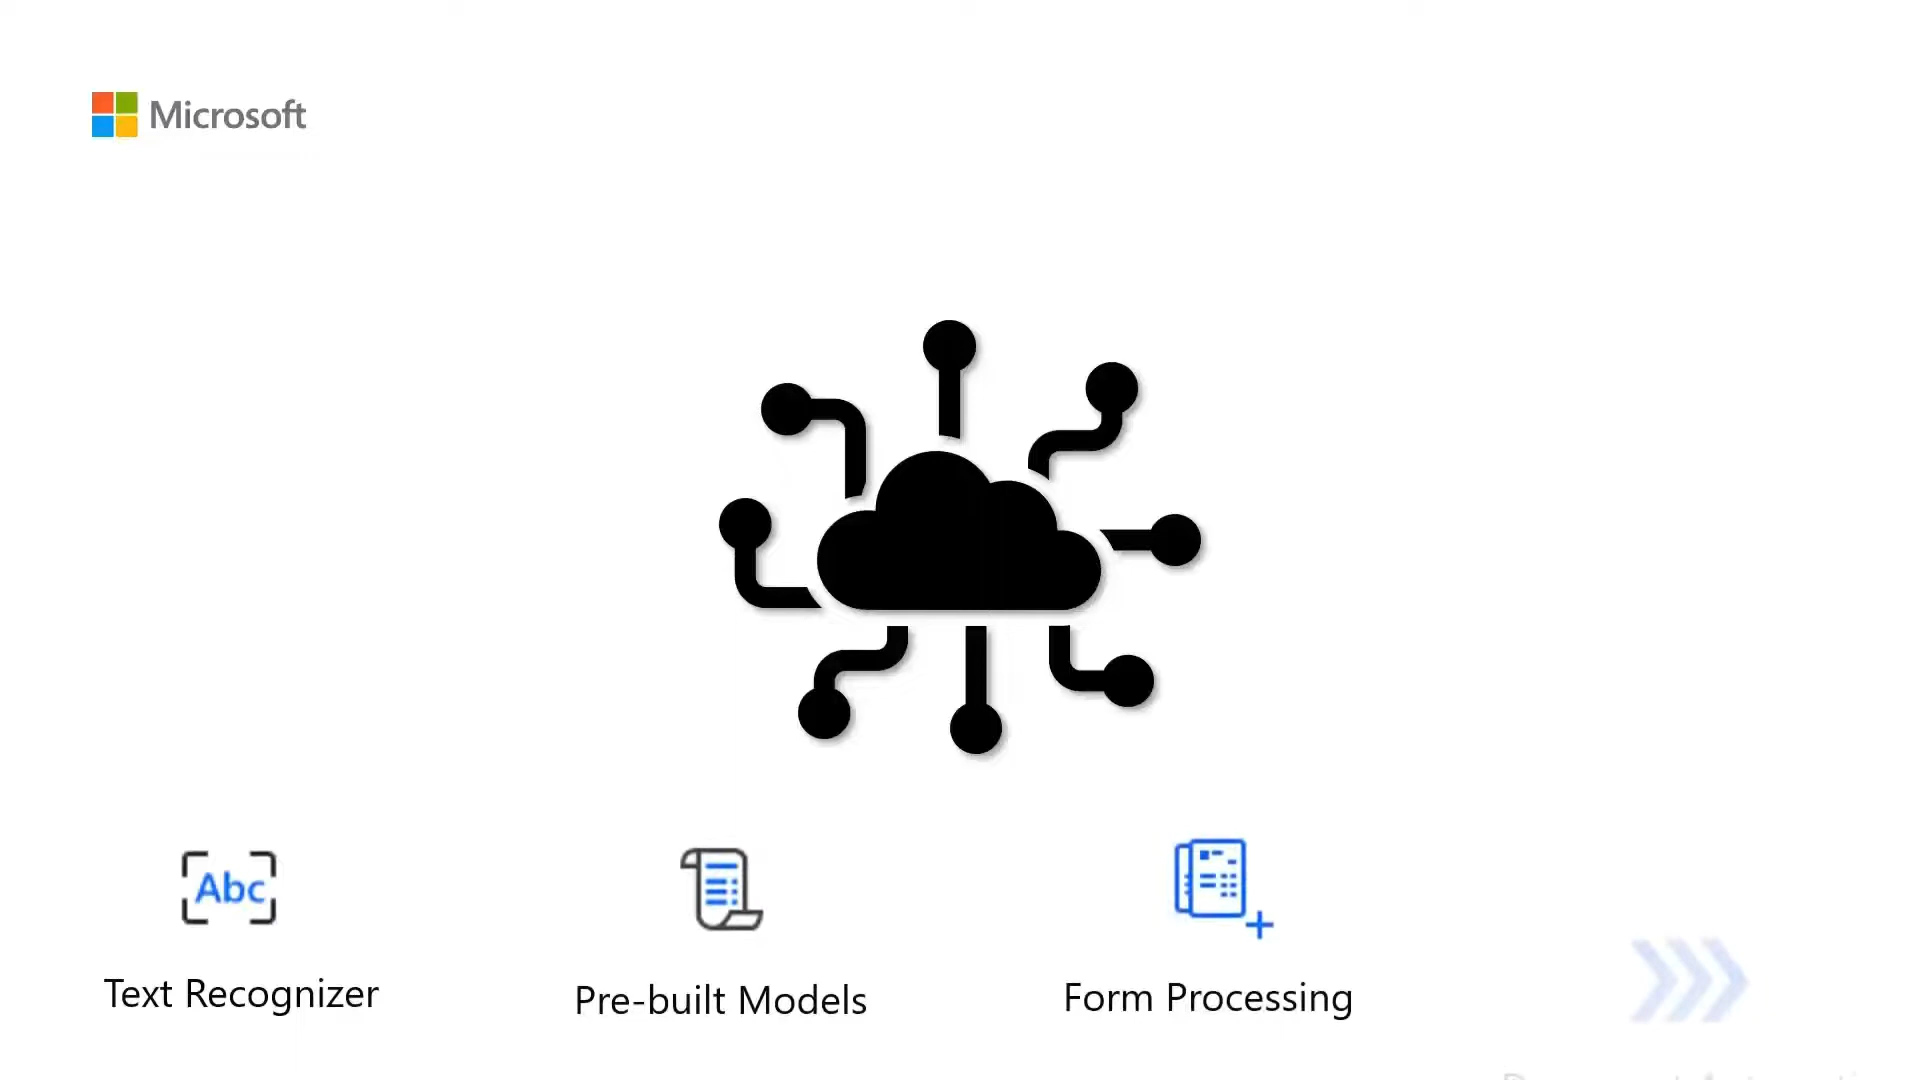 Microsoft
Abc
Text Recognizer
Pre-built Models
Form Processing